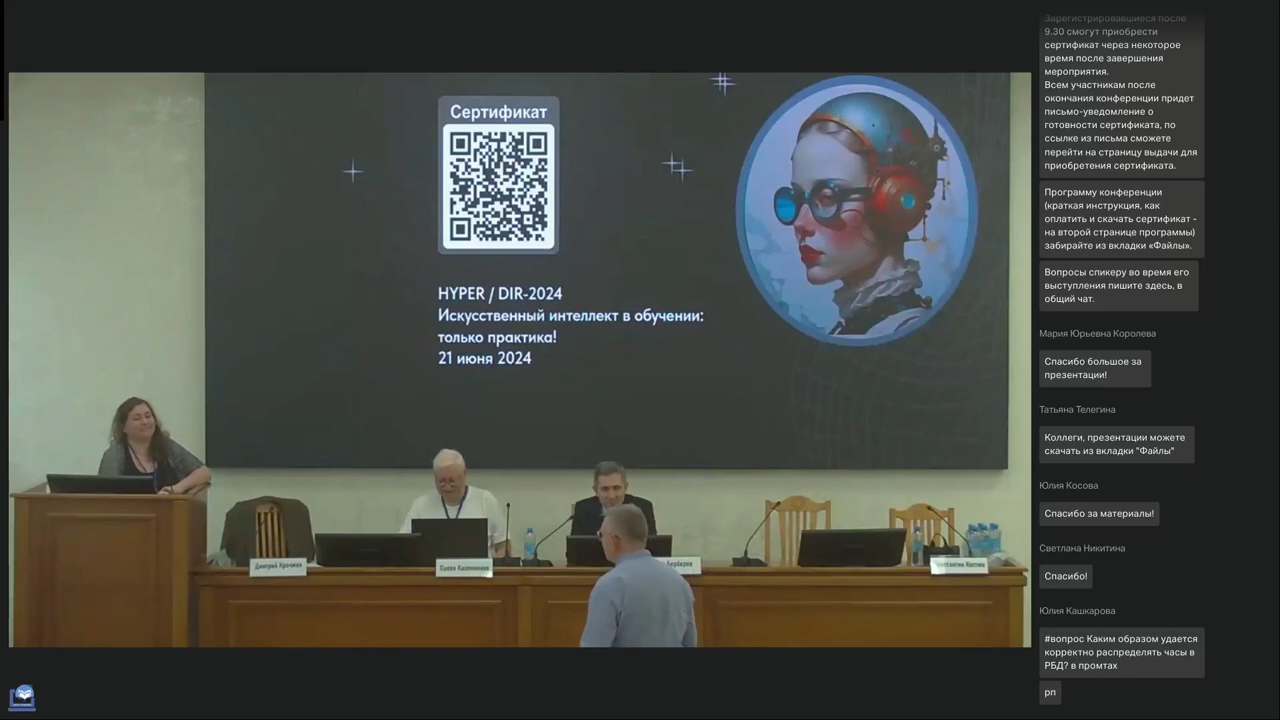 Сертификат
HYPER / DIR-2024
Искусственный интеллект в обучении:
только практика!
21 июня 2024
Дмитрий Крочман
Павел Калинников
Зарегистрировавшиеся после
9.30 смогут приобрести
сертификат через некоторое
время после завершения
мероприятия.
Всем участникам после
окончания конференции придет
письмо-уведомление о
готовности сертификата, по
ссылке из письма сможете
перейти на страницу выдачи для
приобретения сертификата.
Программу конференции
(краткая инструкция, как
оплатить и скачать сертификат -
на второй странице программы)
забирайте из вкладки «Файлы».
Вопросы спикеру во время его
выступления пишите здесь, в
общий чат.
Мария Юрьевна Королева
Спасибо большое за
презентации!
Татьяна Телегина
Коллеги, презентации можете
скачать из вкладки "Файлы"
Юлия Косова
Спасибо за материалы!
Светлана Никитина
Спасибо!
Юлия Кашкарова
#вопрос Каким образом удается
корректно распределять часы в
РБД? в промтах
рп